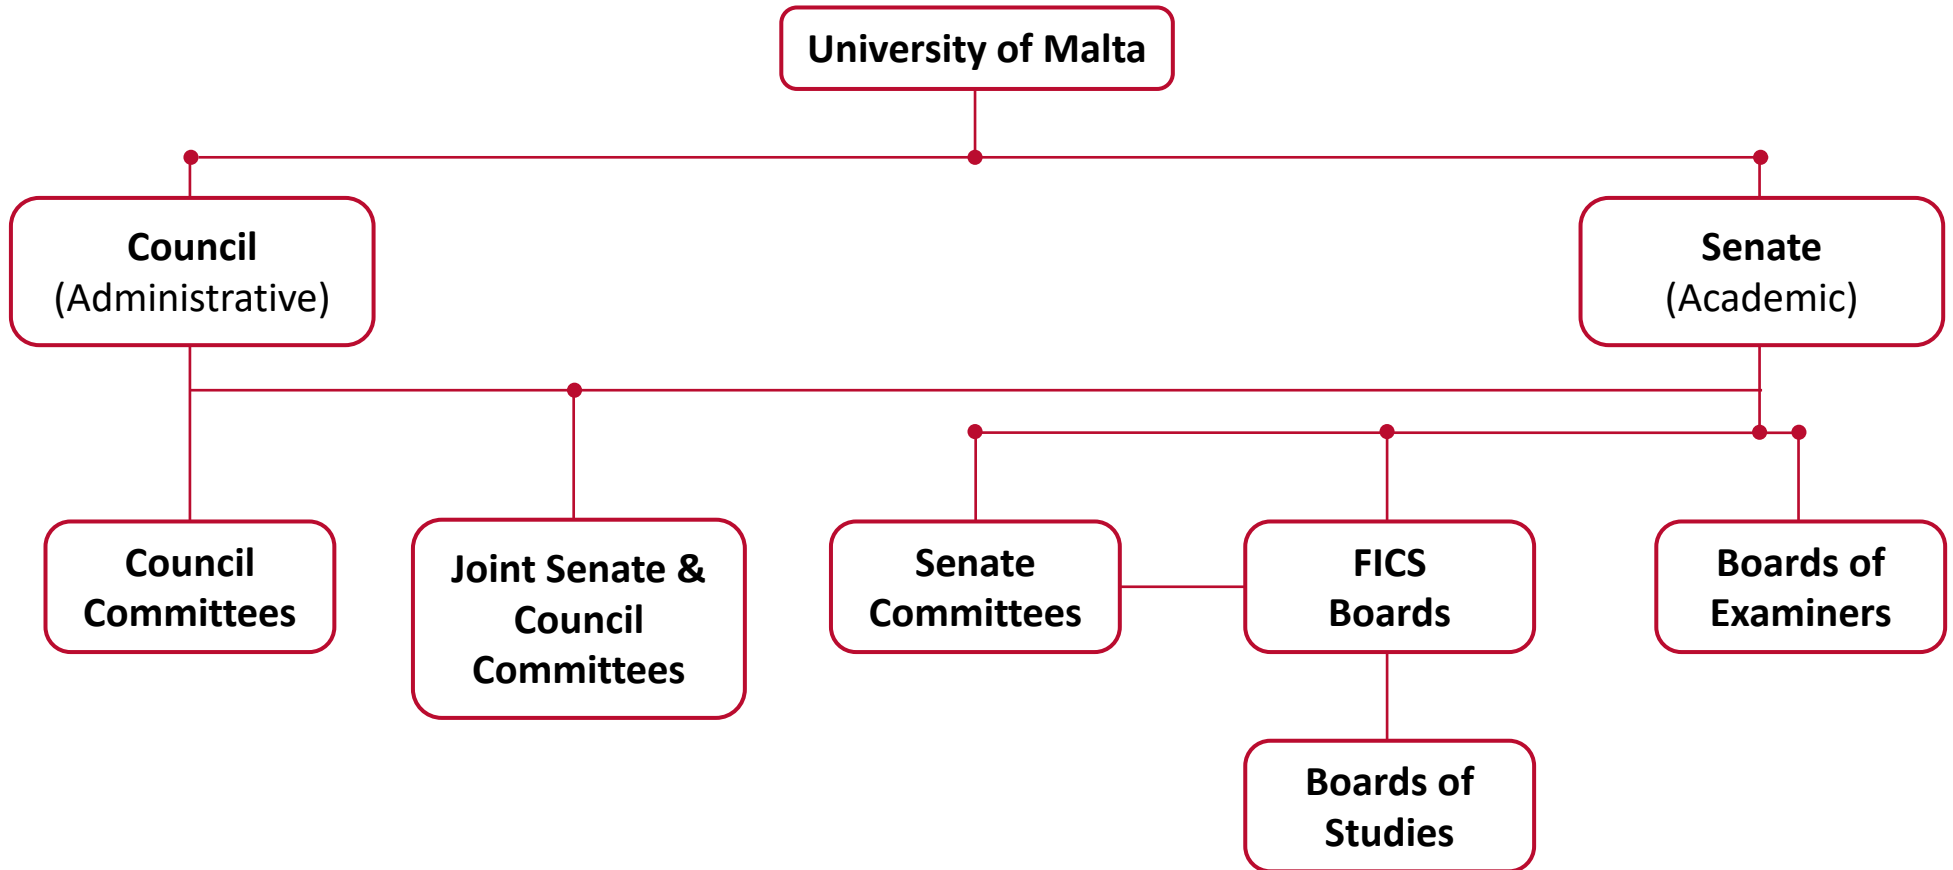 University of Malta
Council
(Administrative)
Senate
(Academic)
Council
Committees
Joint Senate &
Council
Committees
Senate
Committees
FICS
Boards
Boards of
Examiners
Boards of
Studies